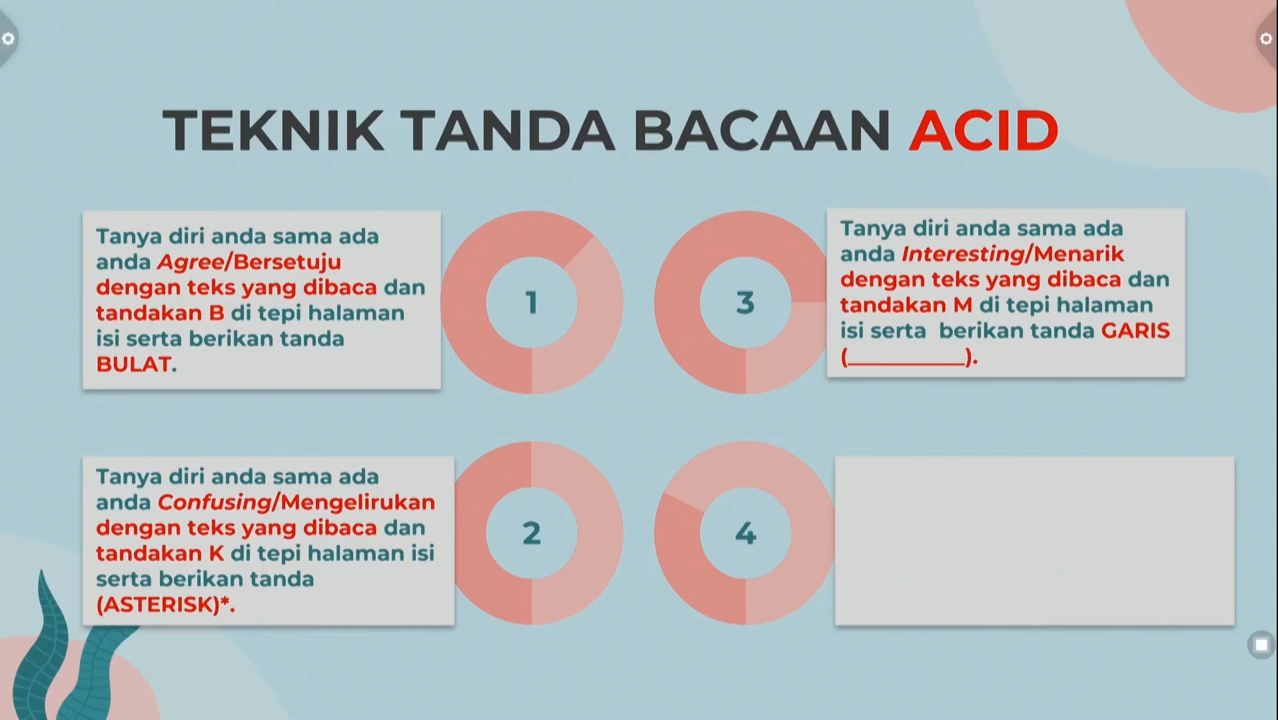 TEKNIK TANDA BACAAN ACID
Tanya diri anda sama ada
anda Agree/Bersetuju
dengan teks yang dibaca dan
tandakan B di tepi halaman
isi serta berikan tanda
BULAT.
1
Tanya diri anda sama ada
anda Confusing/Mengelirukan
dengan teks yang dibaca dan
tandakan K di tepi halaman isi
serta berikan tanda
(ASTERISK)*.
2
3
Tanya diri anda sama ada
anda Interesting/Menarik
dengan teks yang dibaca dan
tandakan M di tepi halaman
isi serta berikan tanda GARIS
(___________).
4